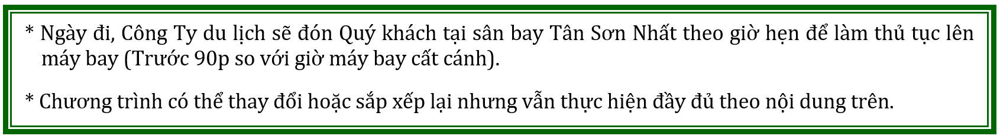 * Ngày đi, Công Ty du lịch sẽ đón Quý khách tại sân bay Tân Sơn Nhất theo giờ hẹn để làm thủ tục lên
máy bay (Trước 90p so với giờ máy bay cất cánh).
* Chương trình có thể thay đổi hoặc sắp xếp lại nhưng vẫn thực hiện đầy đủ theo nội dung trên.